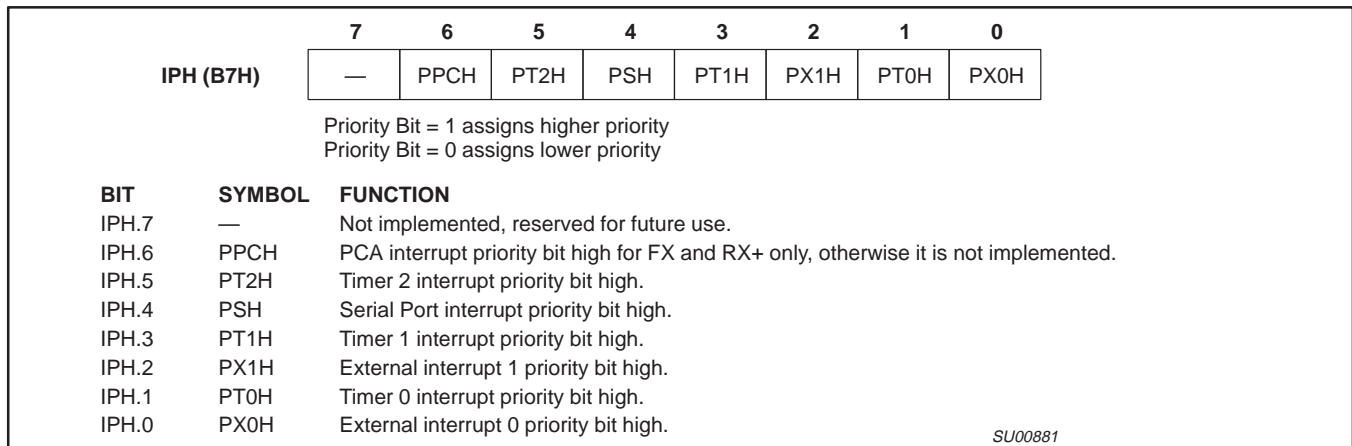 7 6 5 4 3 2 1 0
IPH (B7H) — PPCH PT2H PSH PT1H PX1H PT0H PX0H
Priority Bit = 1 assigns higher priority
Priority Bit = 0 assigns lower priority
BIT SYMBOL FUNCTION
IPH.7 — Not implemented, reserved for future use.
IPH.6 PPCH PCA interrupt priority bit high for FX and RX+ only, otherwise it is not implemented.
IPH.5 PT2H Timer 2 interrupt priority bit high.
IPH.4 PSH Serial Port interrupt priority bit high.
IPH.3 PT1H Timer 1 interrupt priority bit high.
IPH.2 PX1H External interrupt 1 priority bit high.
IPH.1 PT0H Timer 0 interrupt priority bit high.
IPH.0 PX0H External interrupt 0 priority bit high.
SU00881